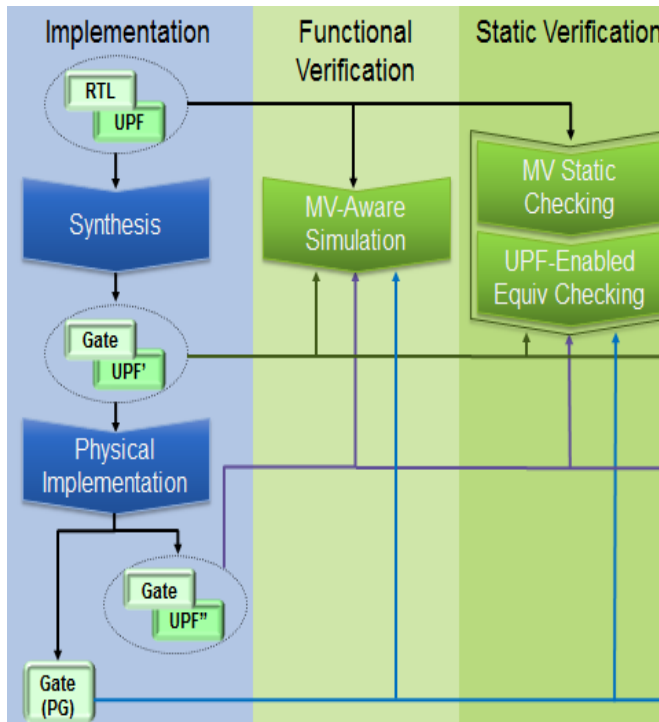 Implementation
Functional
Verification
Static Verification
RTL
UPF
Synthesis
MV-Aware
Simulation
MV Static
Checking
UPF-Enabled
Equiv Checking
Gate
UPF'
Physical
Implementation
Gate
UPF"
Gate
(PG)